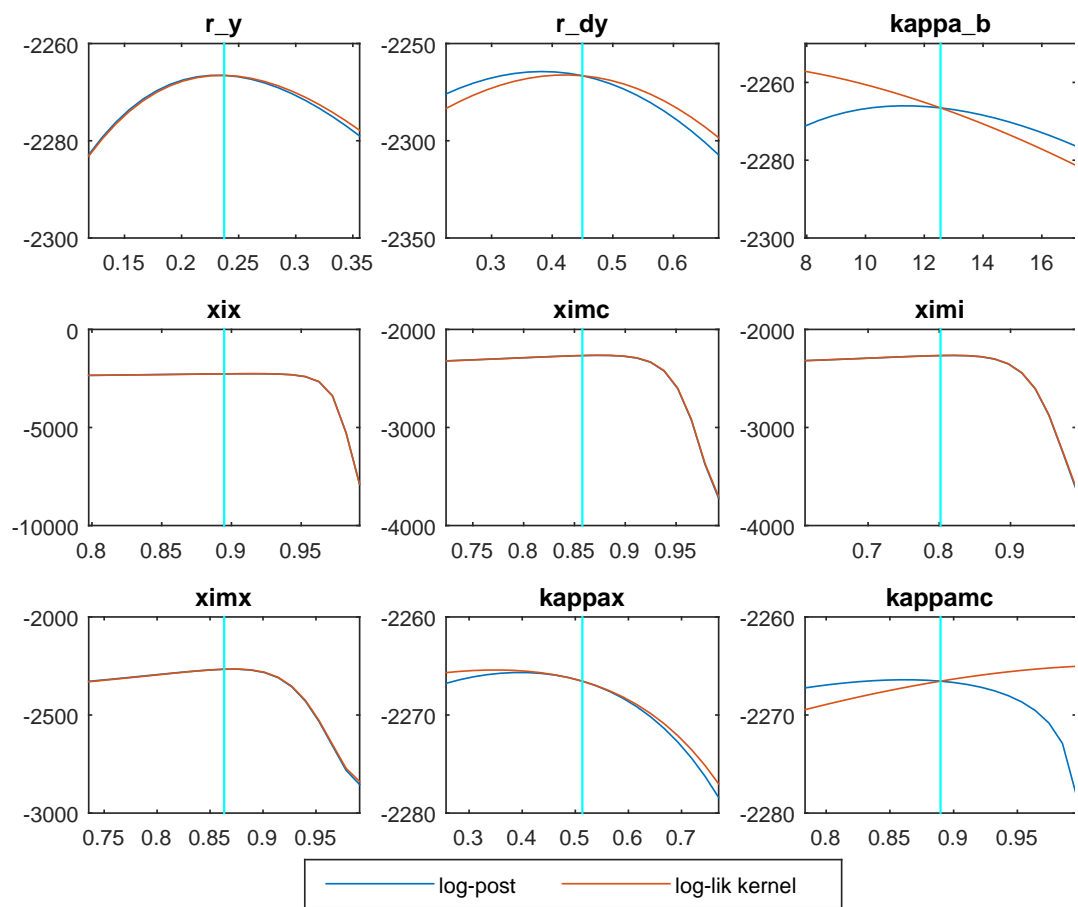 r_y
-2260
-2280
-2300
0.15 0.2 0.25 0.3 0.35
r_dy
-2250
-2300
-2350
0.3 0.4 0.5 0.6
kappa_b
-2260
-2280
-2300
8 10 12 14 16
xix
0
-5000
-10000
0.8 0.85 0.9 0.95
ximc
-2000
-3000
-4000
0.75 0.8 0.85 0.9 0.95
ximi
-2000
-3000
-4000
0.7 0.8 0.9
ximx
-2000
-2500
-3000
0.75 0.8 0.85 0.9 0.95
kappax
-2260
-2270
-2280
0.3 0.4 0.5 0.6 0.7
kappamc
-2260
-2270
-2280
0.8 0.85 0.9 0.95
log-post log-lik kernel